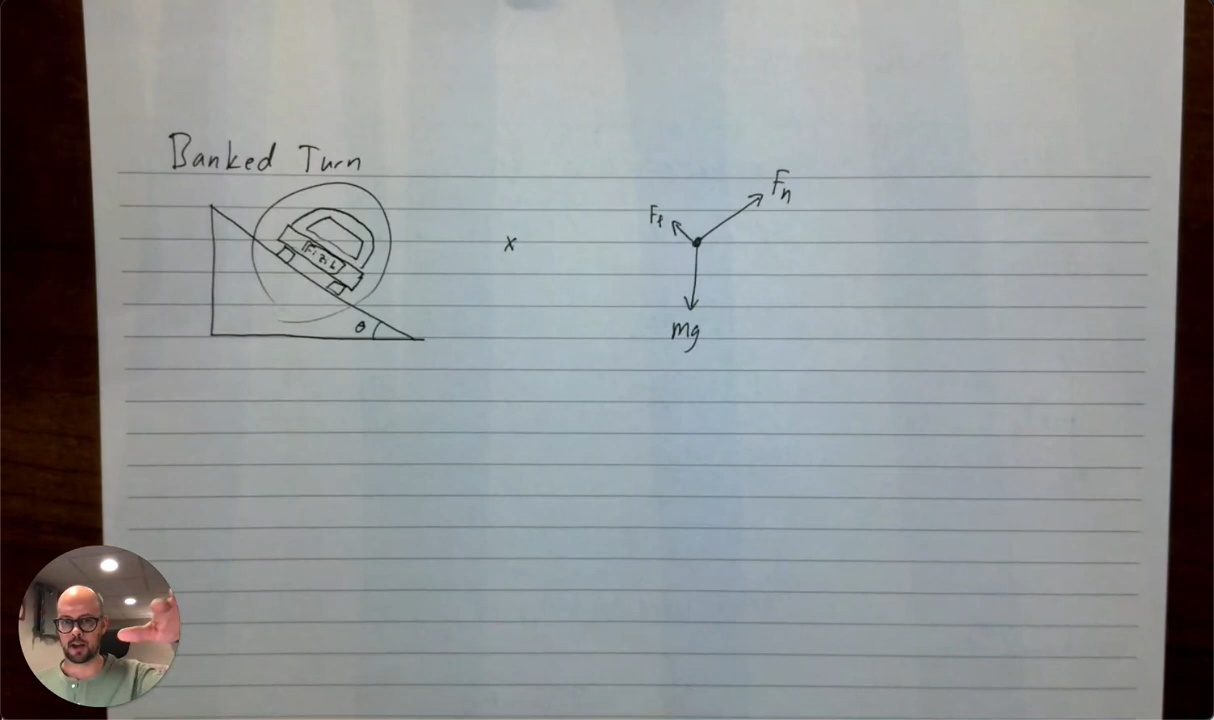 Banked Turn
Fn
Ff
x
θ
mg